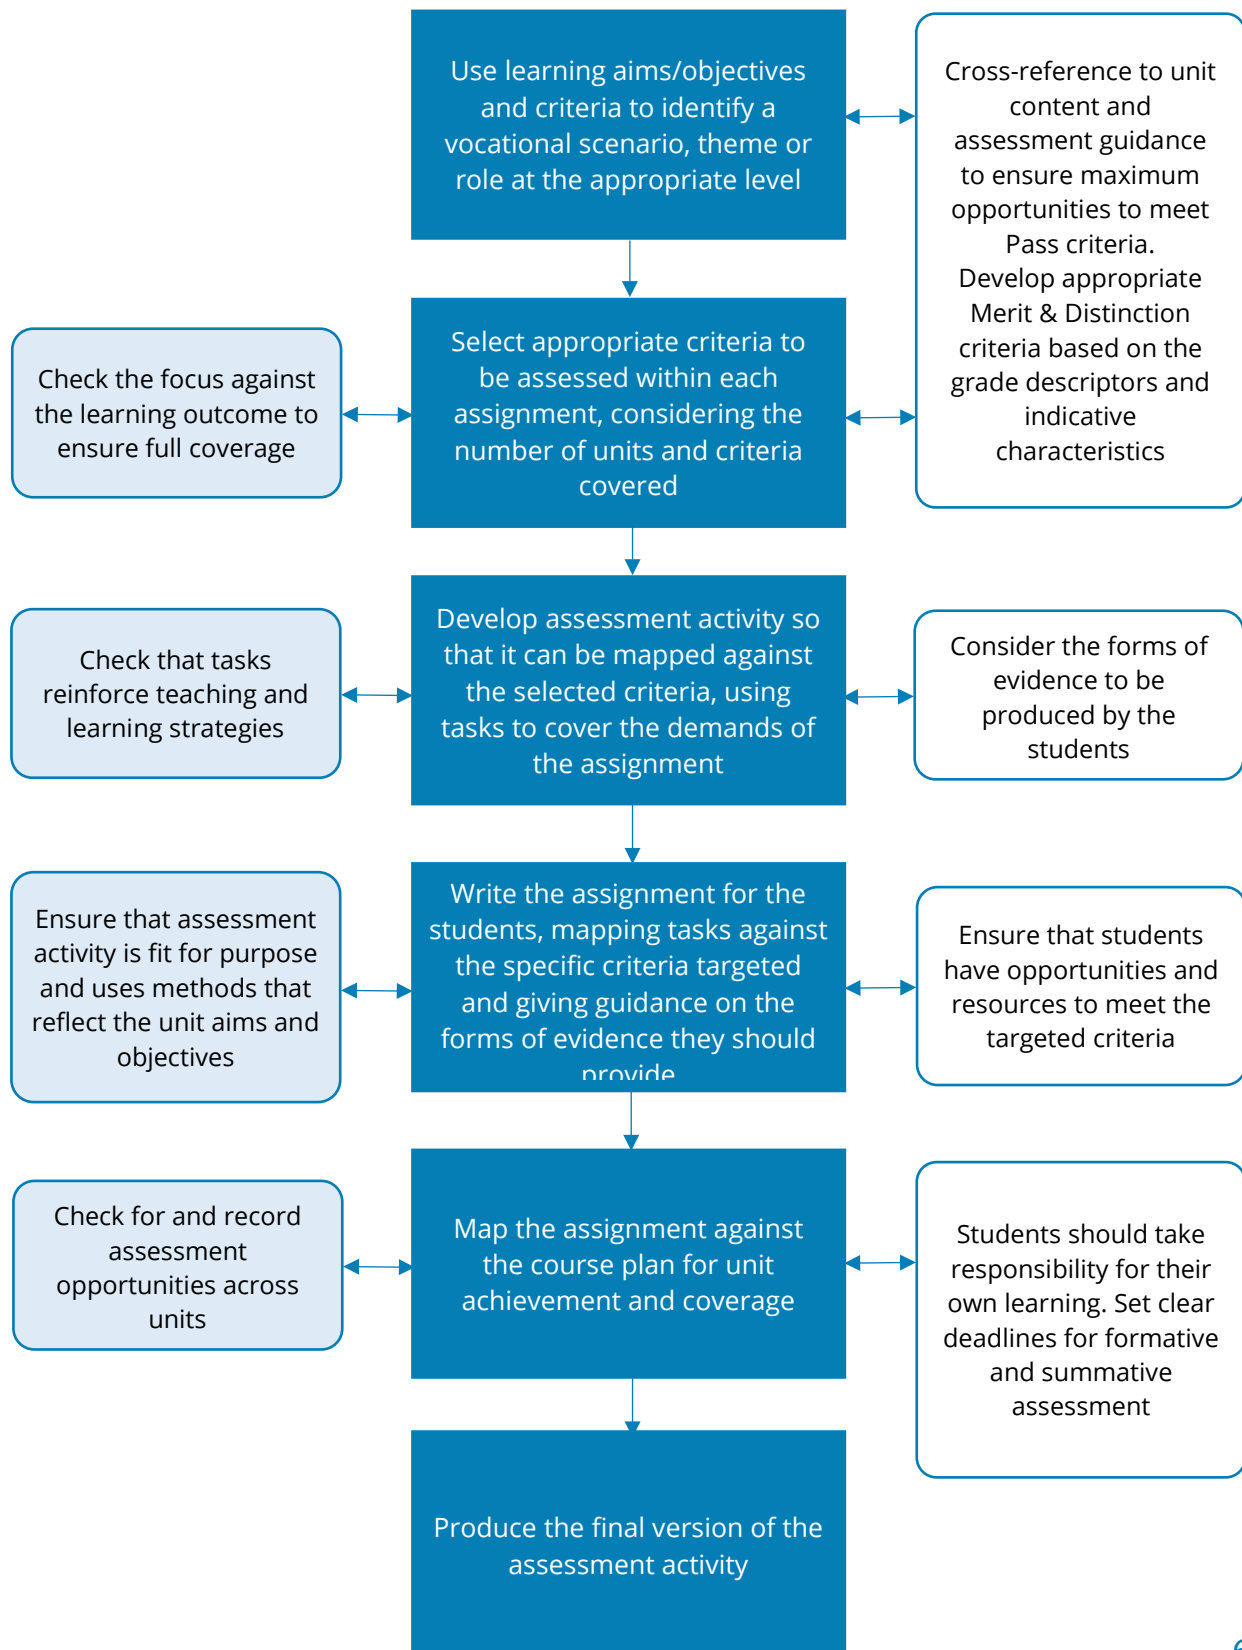 Use learning aims/objectives
and criteria to identify a
vocational scenario, theme or
role at the appropriate level
Cross-reference to unit
content and
assessment guidance
to ensure maximum
opportunities to meet
Pass criteria.
Develop appropriate
Merit & Distinction
criteria based on the
grade descriptors and
indicative
characteristics
Check the focus against
the learning outcome to
ensure full coverage
Select appropriate criteria to
be assessed within each
assignment, considering the
number of units and criteria
covered
Check that tasks
reinforce teaching and
learning strategies
Develop assessment activity so
that it can be mapped against
the selected criteria, using
tasks to cover the demands of
the assignment
Consider the forms of
evidence to be
produced by the
students
Ensure that assessment
activity is fit for purpose
and uses methods that
reflect the unit aims and
objectives
Write the assignment for the
students, mapping tasks against
the specific criteria targeted
and giving guidance on the
forms of evidence they should
provide
Ensure that students
have opportunities and
resources to meet the
targeted criteria
Check for and record
assessment
opportunities across
units
Map the assignment against
the course plan for unit
achievement and coverage
Students should take
responsibility for their
own learning. Set clear
deadlines for formative
and summative
assessment
Produce the final version of the
assessment activity